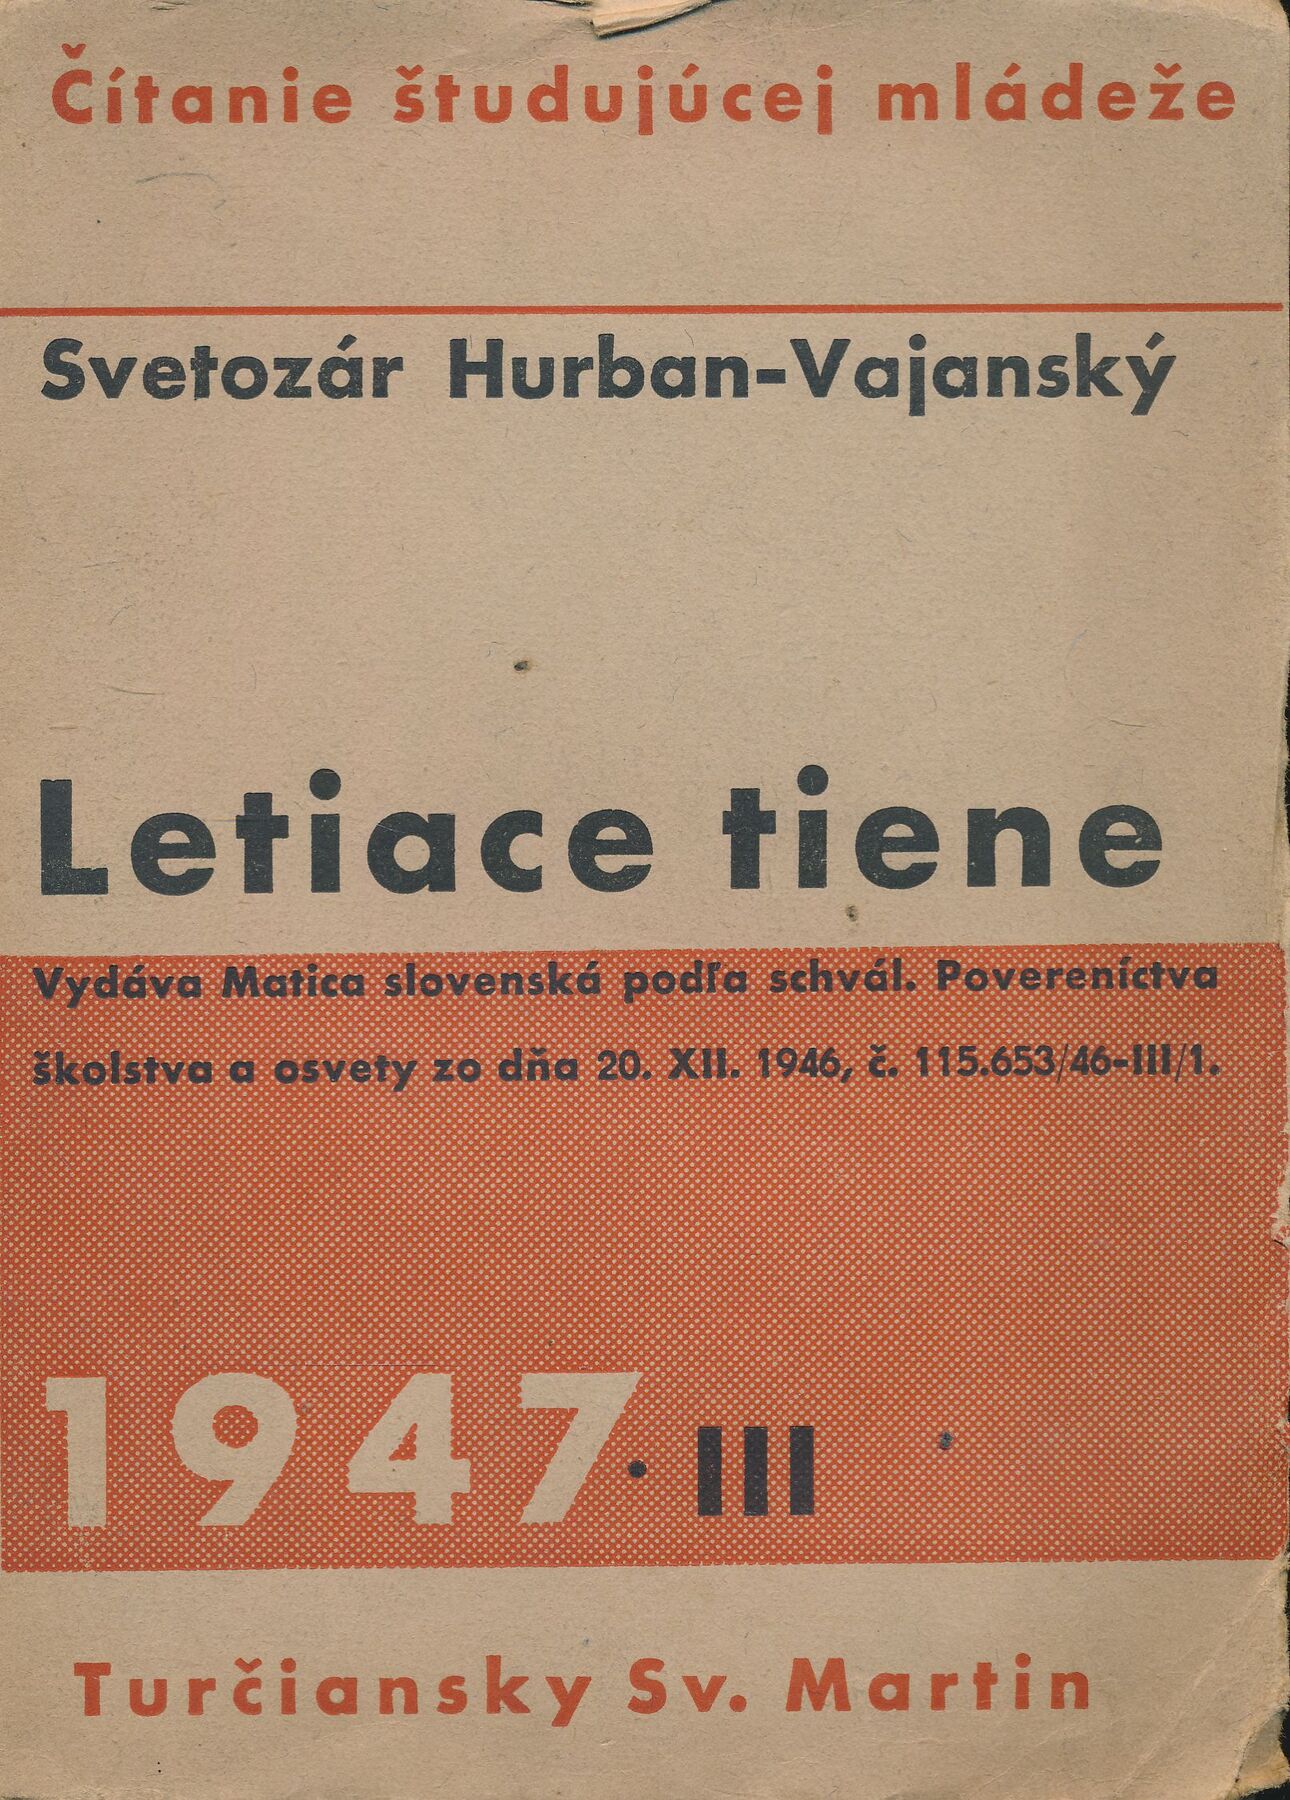 Čítanie študujúcej mládeže
Svetozár Hurban-Vajanský
Letiace tiene
Vydáva Matica slovenská podľa schvál. Povereníctva
školstva a osvety zo dňa 20. XII. 1946, č. 115.653/46-III/1.
1947 · III
Turčiansky Sv. Martin